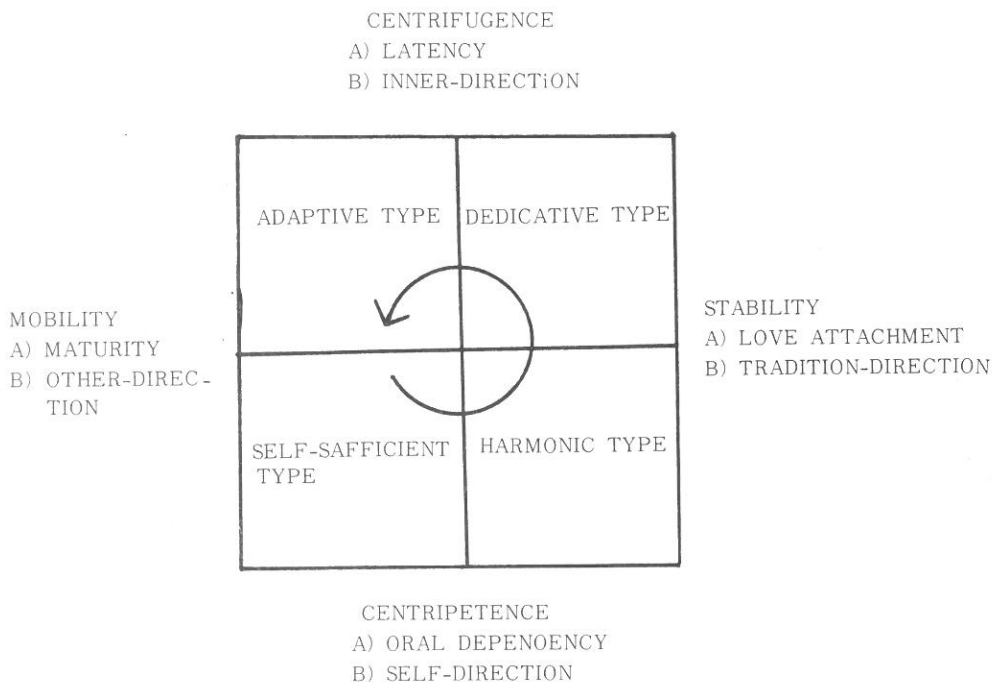 CENTRIFUGENCE
A) LATENCY
B) INNER-DIRECTiON
ADAPTIVE TYPE
DEDICATIVE TYPE
MOBILITY
A) MATURITY
B) OTHER-DIREC-
TION
STABILITY
A) LOVE ATTACHMENT
B) TRADITION-DIRECTION
SELF-SAFFICIENT
TYPE
HARMONIC TYPE
CENTRIPETENCE
A) ORAL DEPENOENCY
B) SELF-DIRECTION